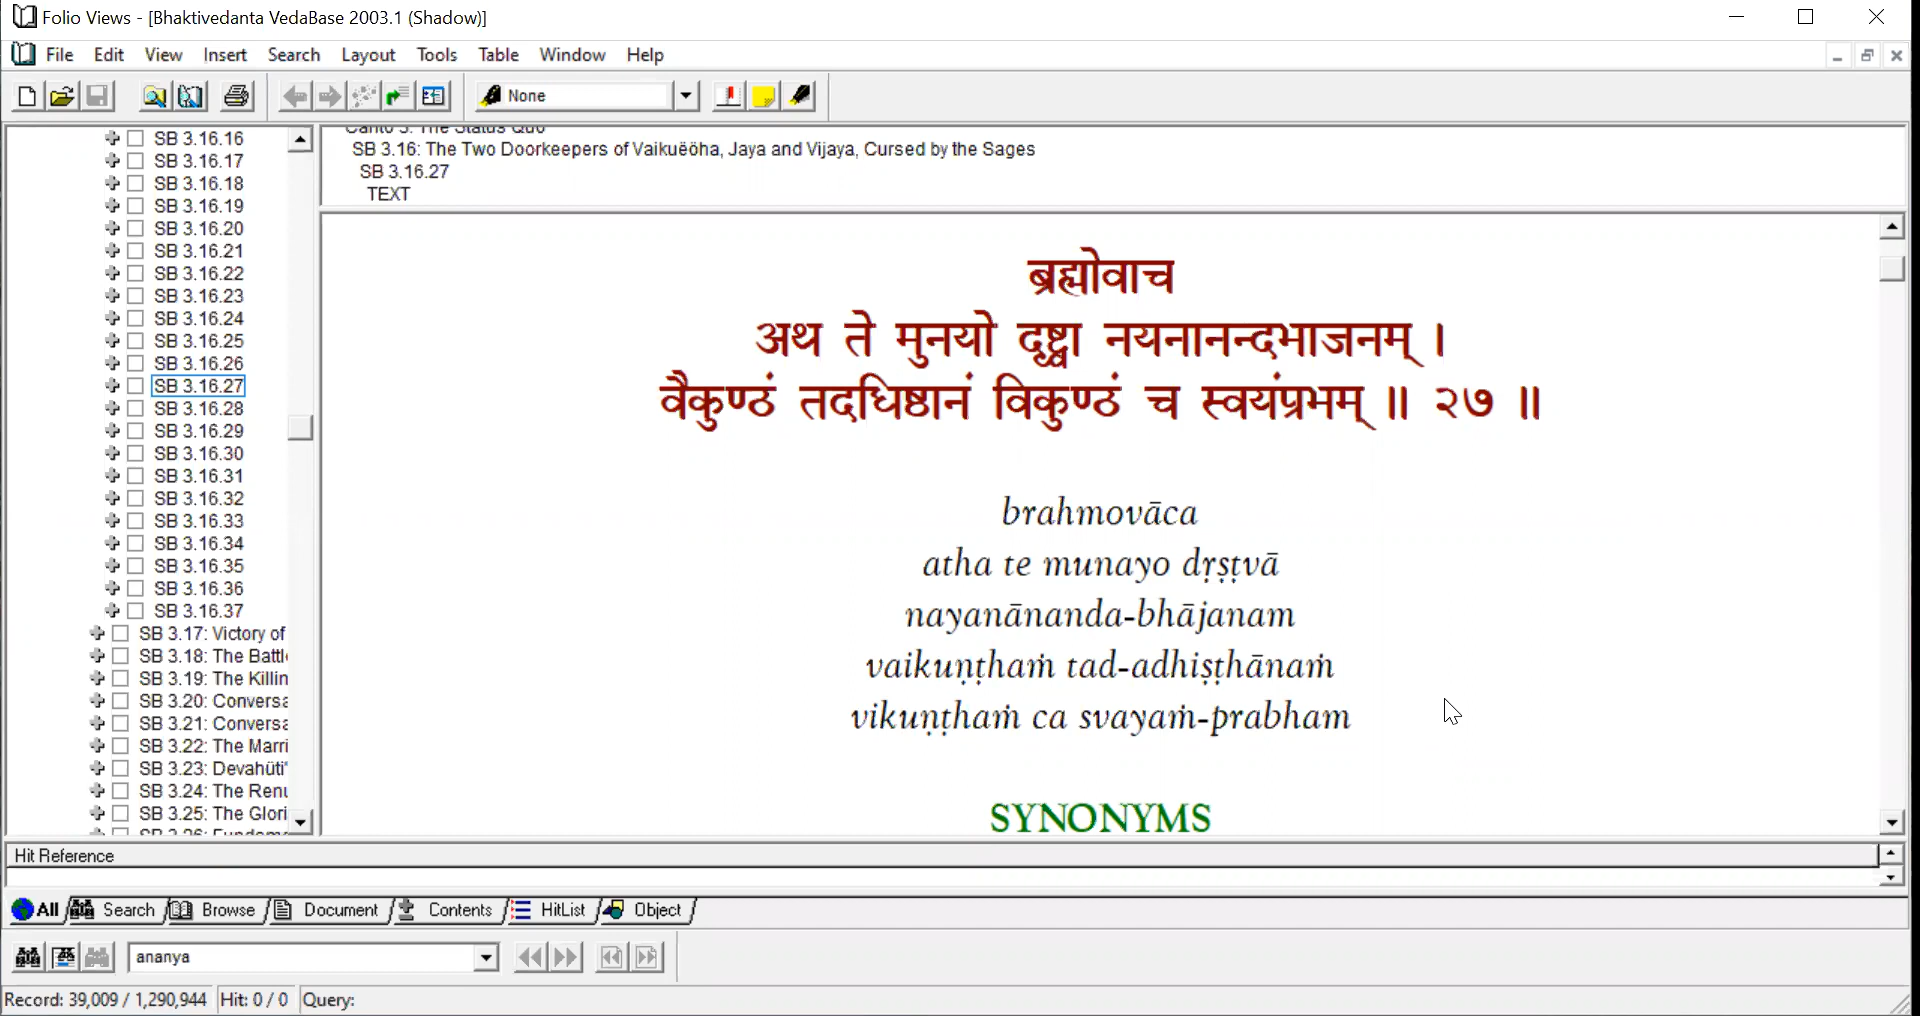 Folio Views - [Bhaktivedanta VedaBase 2003.1 (Shadow)]
File Edit View Insert Search Layout Tools Table Window Help
None
SB 3.16.16
SB 3.16.17
SB 3.16.18
SB 3.16.19
SB 3.16.20
SB 3.16.21
SB 3.16.22
SB 3.16.23
SB 3.16.24
SB 3.16.25
SB 3.16.26
SB 3.16.27
SB 3.16.28
SB 3.16.29
SB 3.16.30
SB 3.16.31
SB 3.16.32
SB 3.16.33
SB 3.16.34
SB 3.16.35
SB 3.16.36
SB 3.16.37
SB 3.17: Victory of
SB 3.18: The Battl
SB 3.19: The Killin
SB 3.20: Conversa
SB 3.21: Conversa
SB 3.22: The Marri
SB 3.23: Devahüti'
SB 3.24: The Renu
SB 3.25: The Glori
SB 3.26: Fundame
Canto 3: The Status Quo
SB 3.16: The Two Doorkeepers of Vaikuëöha, Jaya and Vijaya, Cursed by the Sages
SB 3.16.27
TEXT
ब्रह्मोवाच
अथ ते मुनयो दृष्ट्वा नयनानन्दभाजनम् ।
वैकुण्ठं तदधिष्ठानं विकुण्ठं च स्वयंप्रभम् ॥ २७ ॥
brahmovāca
atha te munayo dṛṣṭvā
nayanānanda-bhājanam
vaikuṇṭhaṁ tad-adhiṣṭhānaṁ
vikuṇṭhaṁ ca svayaṁ-prabham
SYNONYMS
Hit Reference
All Search Browse Document Contents HitList Object
ananya
Record: 39,009 / 1,290,944 Hit: 0 / 0 Query: